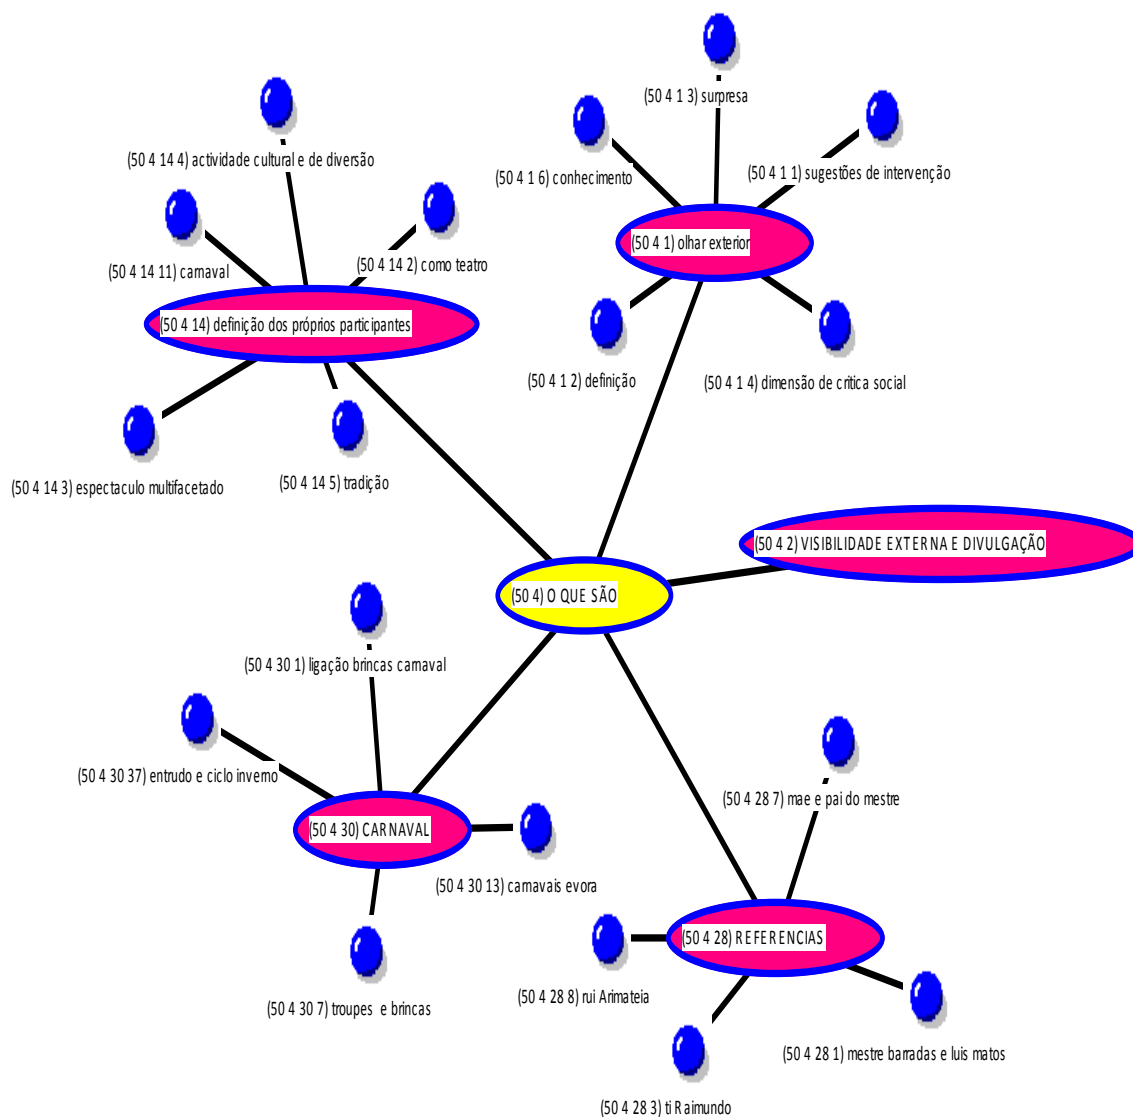 (50 4 1 3) surpresa
(50 4 14 4) actividade cultural e de diversão
(50 4 1 6) conhecimento
(50 4 1 1) sugestões de intervenção
(50 4 1) olhar exterior
(50 4 14 11) carnaval
(50 4 14 2) como teatro
(50 4 14) definição dos próprios participantes
(50 4 1 2) definição
(50 4 1 4) dimensão de critica social
(50 4 14 3) espectaculo multifacetado
(50 4 14 5) tradição
(50 4 2) VISIBILIDADE EXTERNA E DIVULGAÇÃO
(50 4) O QUE SÃO
(50 4 30 1) ligação brincas carnaval
(50 4 30 37) entrudo e ciclo inverno
(50 4 28 7) mae e pai do mestre
(50 4 30) CARNAVAL
(50 4 30 13) carnavais evora
(50 4 28) REFERENCIAS
(50 4 28 8) rui Arimateia
(50 4 30 7) troupes e brincas
(50 4 28 1) mestre barradas e luis matos
(50 4 28 3) ti Raimundo